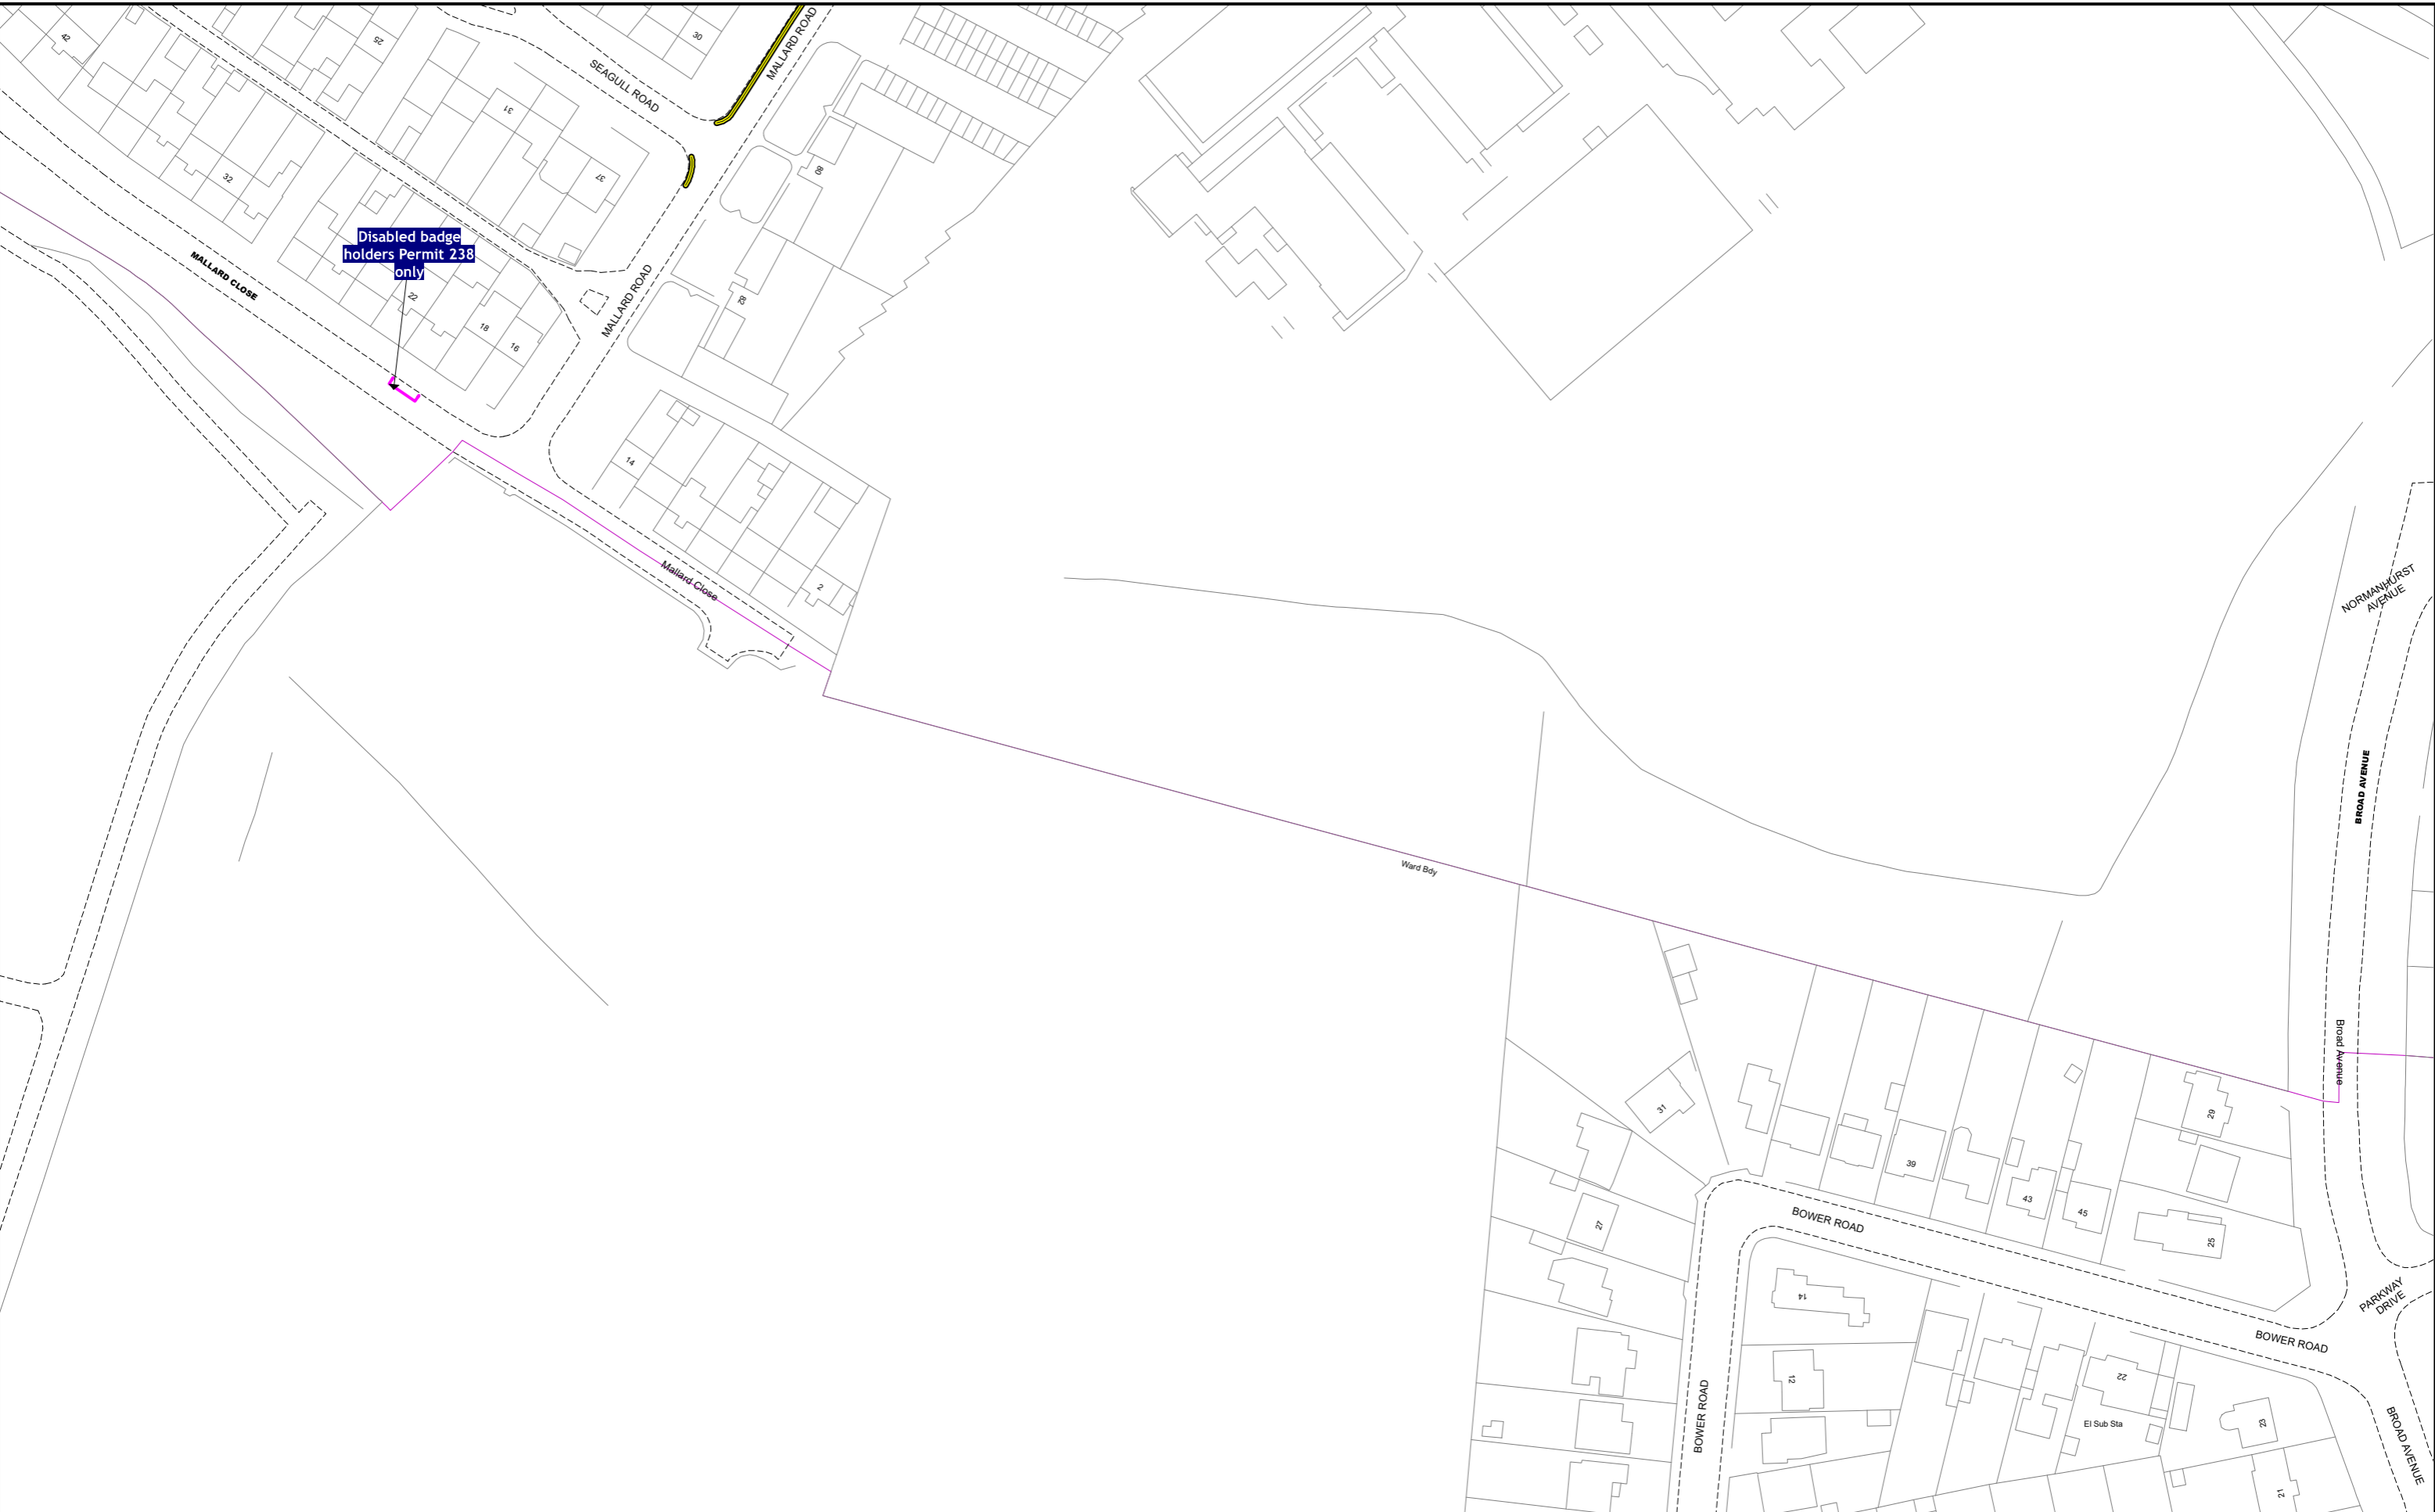 42
25
30
MALLARD ROAD
SEAGULL ROAD
31
32
37
80
Disabled badge
holders Permit 238
only
MALLARD CLOSE
22
18
16
MALLARD ROAD
82
14
Mallard Close
2
NORMANHURST
AVENUE
BROAD AVENUE
Ward Bdy
Broad Avenue
31
39
43
45
29
27
25
BOWER ROAD
14
PARKWAY
DRIVE
BOWER ROAD
12
22
El Sub Sta
23
BOWER ROAD
BROAD AVENUE
21